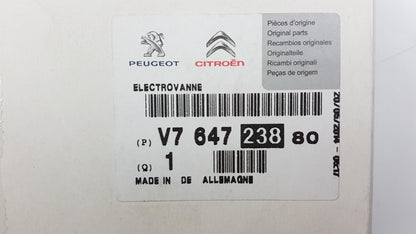 PEUGEOT CITROËN
Pièces d'origine
Original parts
Recambios originales
Originalteile
Ricambi originali
Peças de origem
ELECTROVANNE
(P) V7 647 238 80
(Q) 1
MADE IN DE ALLEMAGNE